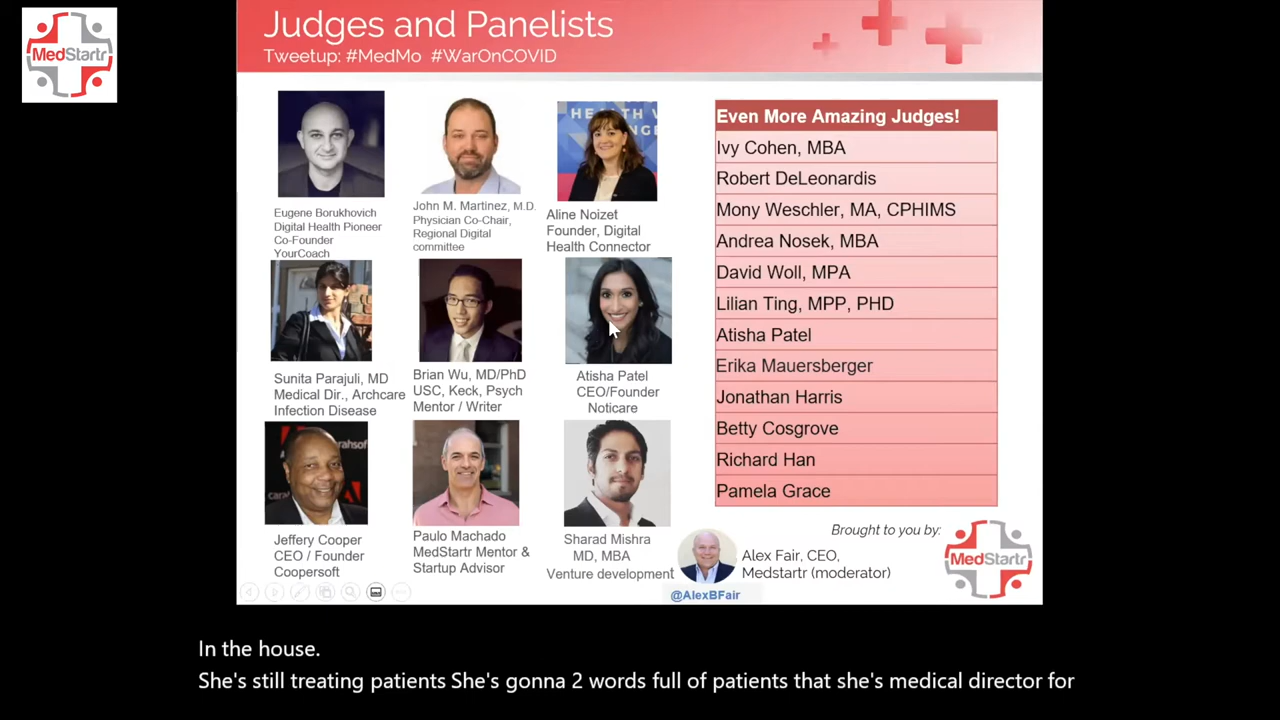 MedStartr
Judges and Panelists
Tweetup: #MedMo #WarOnCOVID
Eugene Borukhovich
Digital Health Pioneer
Co-Founder
YourCoach
John M. Martinez, M.D.
Physician Co-Chair,
Regional Digital
committee
HEALTH
Aline Noizet
Founder, Digital
Health Connector
Sunita Parajuli, MD
Medical Dir., Archcare
Infection Disease
Brian Wu, MD/PhD
USC, Keck, Psych
Mentor / Writer
Atisha Patel
CEO/Founder
Noticare
Jeffery Cooper
CEO / Founder
Coopersoft
Paulo Machado
MedStartr Mentor &
Startup Advisor
Sharad Mishra
MD, MBA
Venture development
Even More Amazing Judges!
Ivy Cohen, MBA
Robert DeLeonardis
Mony Weschler, MA, CPHIMS
Andrea Nosek, MBA
David Woll, MPA
Lilian Ting, MPP, PHD
Atisha Patel
Erika Mauersberger
Jonathan Harris
Betty Cosgrove
Richard Han
Pamela Grace
Brought to you by:
MedStartr
Alex Fair, CEO,
Medstartr (moderator)
@AlexBFair
In the house.
She's still treating patients She's gonna 2 words full of patients that she's medical director for